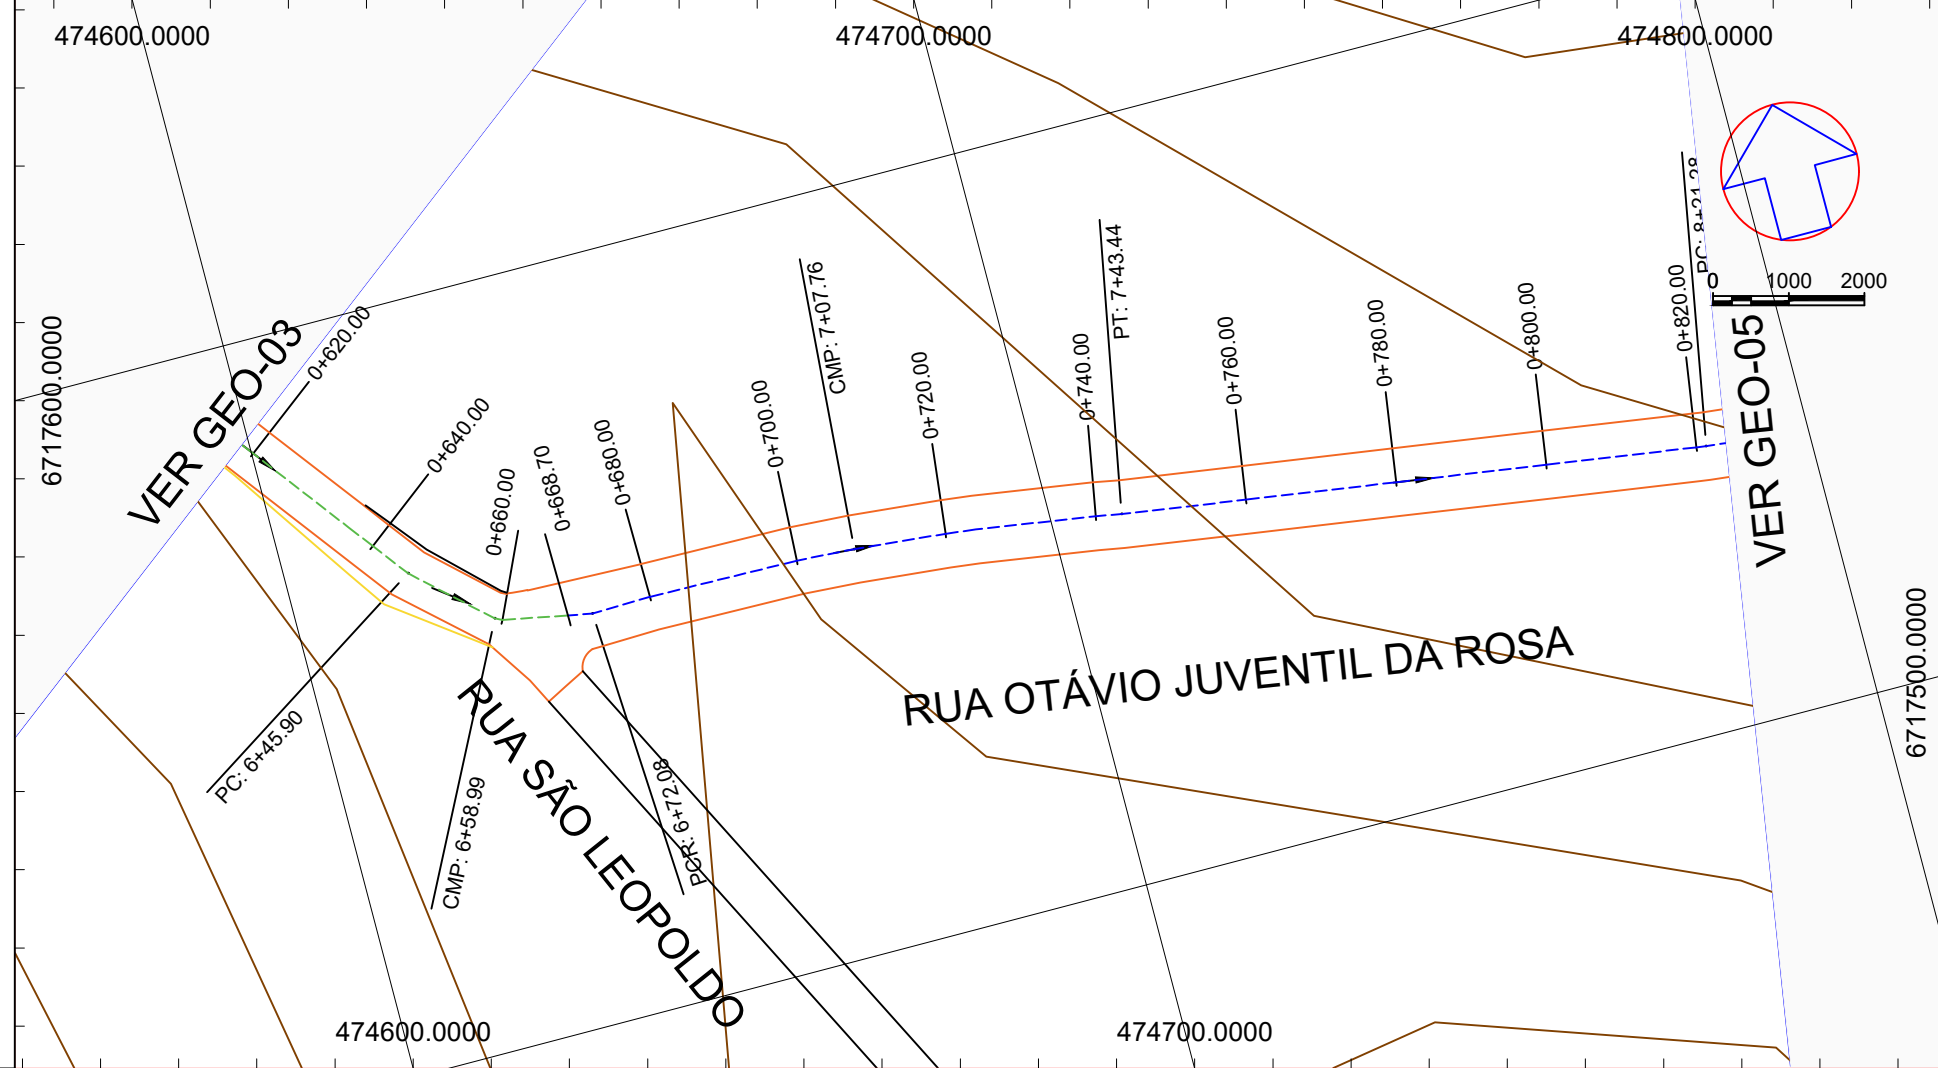 474600.0000
474700.0000
474800.0000
6717600.0000
VER GEO-03
0+620.00
0+640.00
0+660.00
0+668.70
0+680.00
0+700.00
CMP: 7+07.76
0+720.00
0+740.00
PT: 7+43.44
0+760.00
0+780.00
0+800.00
0+820.00
PC: 8+21.28
0 1000 2000
VER GEO-05
6717500.0000
RUA OTÁVIO JUVENTIL DA ROSA
PC: 6+45.90
CMP: 6+58.99
RUA SÃO LEOPOLDO
PCR: 6+72.08
474600.0000
474700.0000